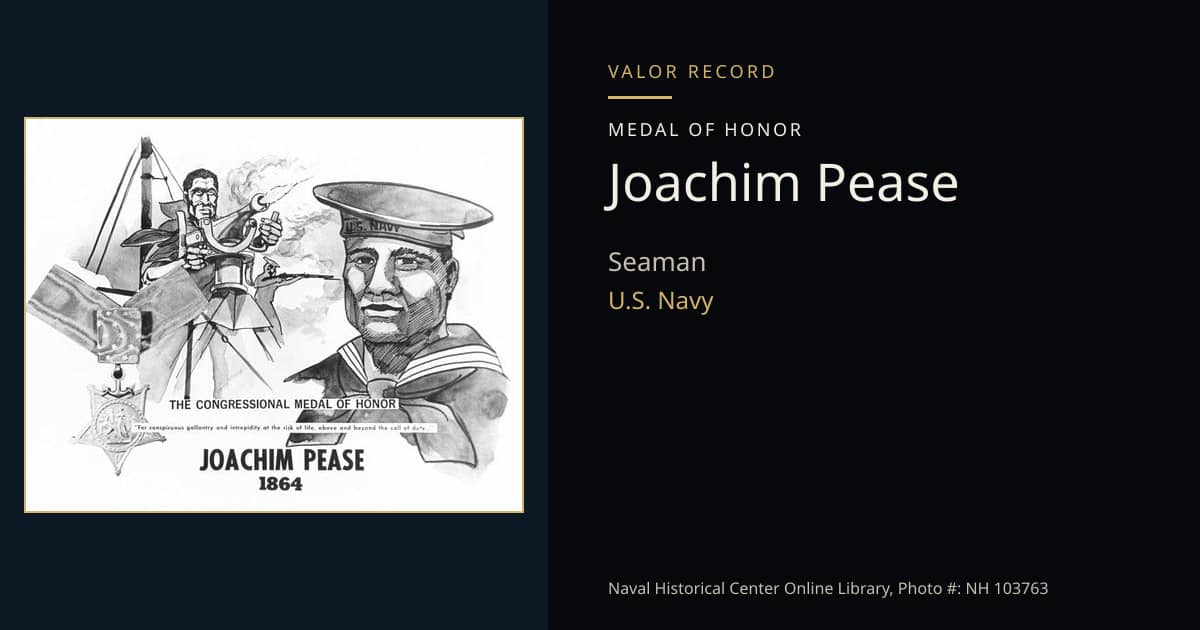 U.S. NAVY
THE CONGRESSIONAL MEDAL OF HONOR
"For conspicuous gallantry and intrepidity at the risk of life, above and beyond the call of duty..
JOACHIM PEASE
1864
VALOR RECORD
MEDAL OF HONOR
Joachim Pease
Seaman
U.S. Navy
Naval Historical Center Online Library, Photo #: NH 103763